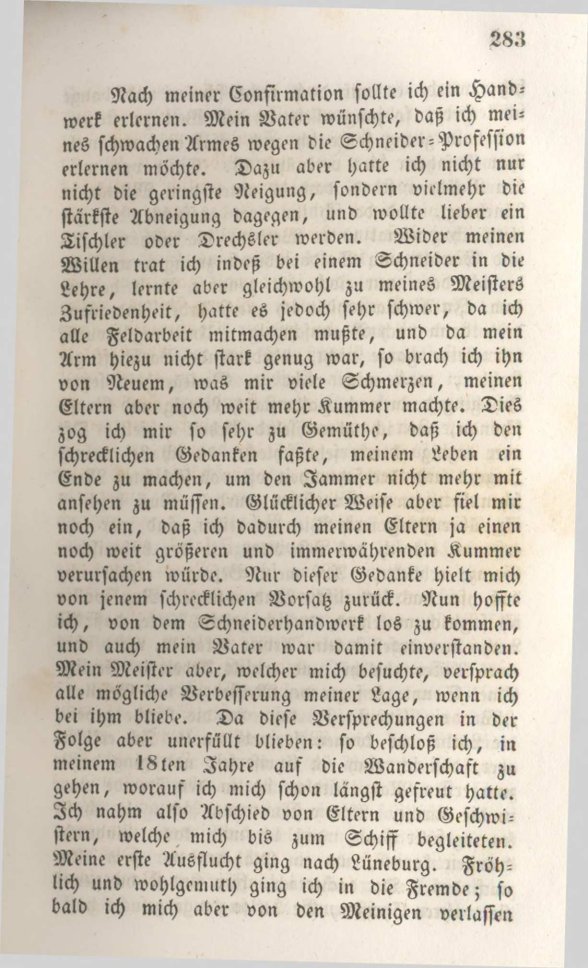 283
Nach meiner Confirmation sollte ich ein Hand-
werk erlernen. Mein Vater wünschte, daß ich mei-
nes schwachen Armes wegen die Schneider-Profession
erlernen möchte. Dazu aber hatte ich nicht nur
nicht die geringste Neigung, sondern vielmehr die
stärkste Abneigung dagegen, und wollte lieber ein
Tischler oder Drechsler werden. Wider meinen
Willen trat ich indeß bei einem Schneider in die
Lehre, lernte aber gleichwohl zu meines Meisters
Zufriedenheit, hatte es jedoch sehr schwer, da ich
alle Feldarbeit mitmachen mußte, und da mein
Arm hiezu nicht stark genug war, so brach ich ihn
von Neuem, was mir viele Schmerzen, meinen
Eltern aber noch weit mehr Kummer machte. Dies
zog ich mir so sehr zu Gemüthe, daß ich den
schrecklichen Gedanken faßte, meinem Leben ein
Ende zu machen, um den Jammer nicht mehr mit
ansehen zu müssen. Glücklicher Weise aber fiel mir
noch ein, daß ich dadurch meinen Eltern ja einen
noch weit größeren und immerwährenden Kummer
verursachen würde. Nur dieser Gedanke hielt mich
von jenem schrecklichen Vorsatz zurück. Nun hoffte
ich, von dem Schneiderhandwerk los zu kommen,
und auch mein Vater war damit einverstanden.
Mein Meister aber, welcher mich besuchte, versprach
alle mögliche Verbesserung meiner Lage, wenn ich
bei ihm bliebe. Da diese Versprechungen in der
Folge aber unerfüllt blieben: so beschloß ich, in
meinem 18ten Jahre auf die Wanderschaft zu
gehen, worauf ich mich schon längst gefreut hatte.
Ich nahm also Abschied von Eltern und Geschwi-
stern, welche mich bis zum Schiff begleiteten.
Meine erste Ausflucht ging nach Lüneburg. Fröh-
lich und wohlgemuth ging ich in die Fremde; so
bald ich mich aber von den Meinigen verlassen